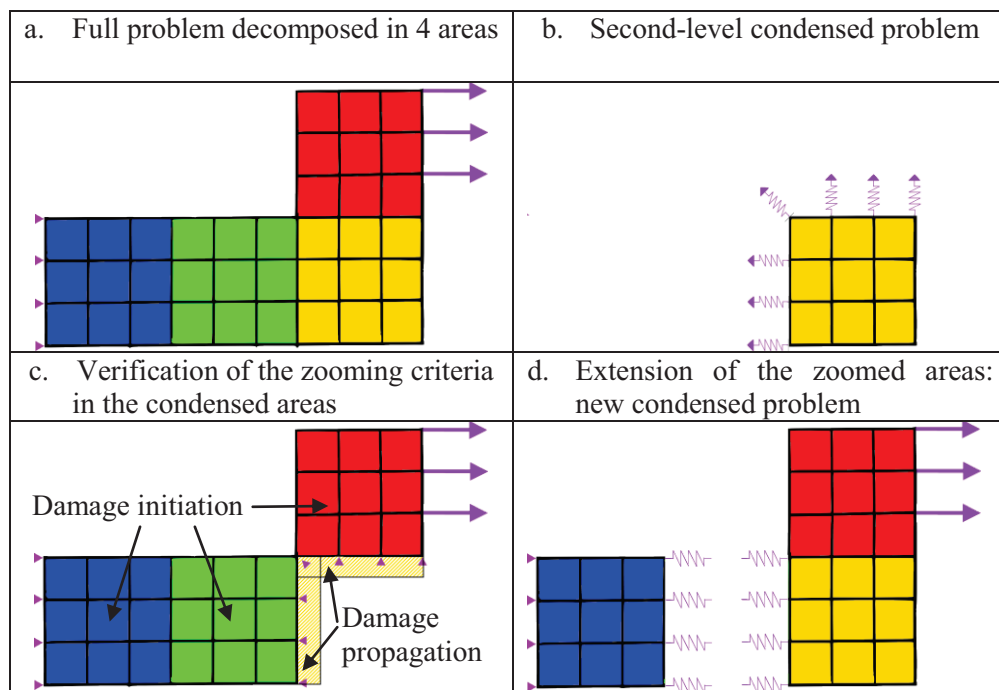 a. Full problem decomposed in 4 areas
b. Second-level condensed problem
c. Verification of the zooming criteria
in the condensed areas
d. Extension of the zoomed areas:
new condensed problem
Damage initiation
Damage
propagation